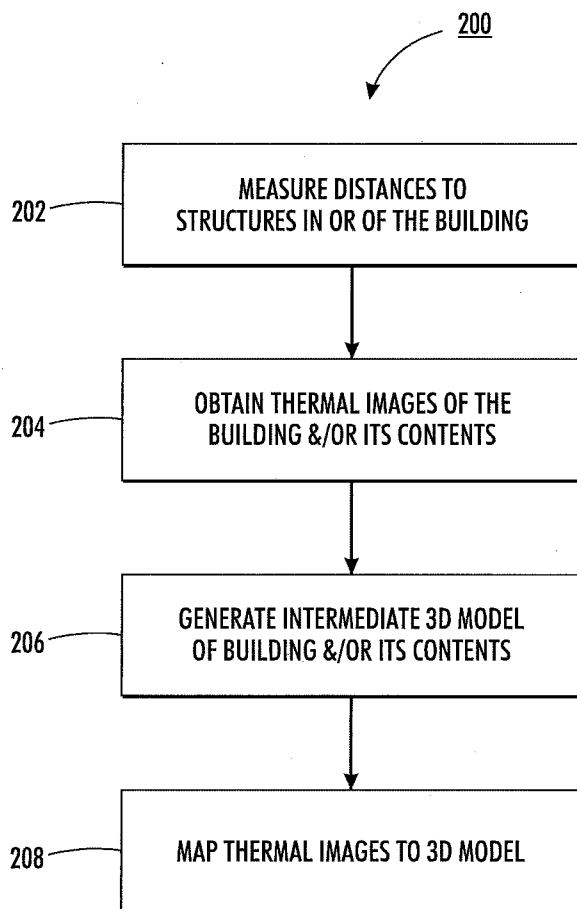 200
202
MEASURE DISTANCES TO
STRUCTURES IN OR OF THE BUILDING
204
OBTAIN THERMAL IMAGES OF THE
BUILDING &/OR ITS CONTENTS
206
GENERATE INTERMEDIATE 3D MODEL
OF BUILDING &/OR ITS CONTENTS
208
MAP THERMAL IMAGES TO 3D MODEL